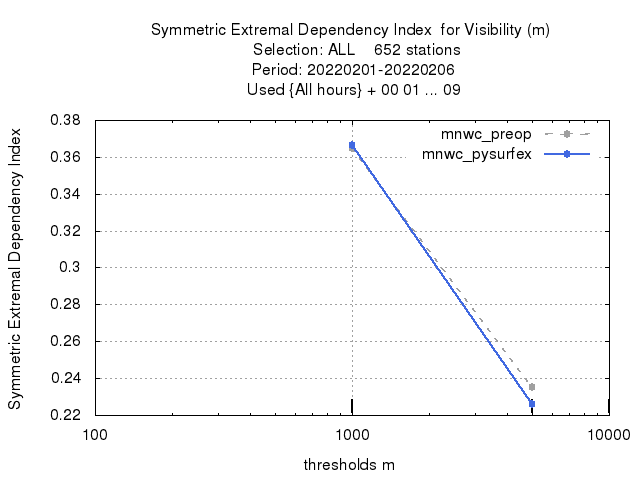 Symmetric Extremal Dependency Index  for Visibility (m)
Selection: ALL    652 stations
Period: 20220201-20220206
Used {All hours} + 00 01 ... 09
Symmetric Extremal Dependency Index
0.38
0.36
0.34
0.32
0.3
0.28
0.26
0.24
0.22
mnwc_preop
mnwc_pysurfex
100
1000
10000
thresholds m